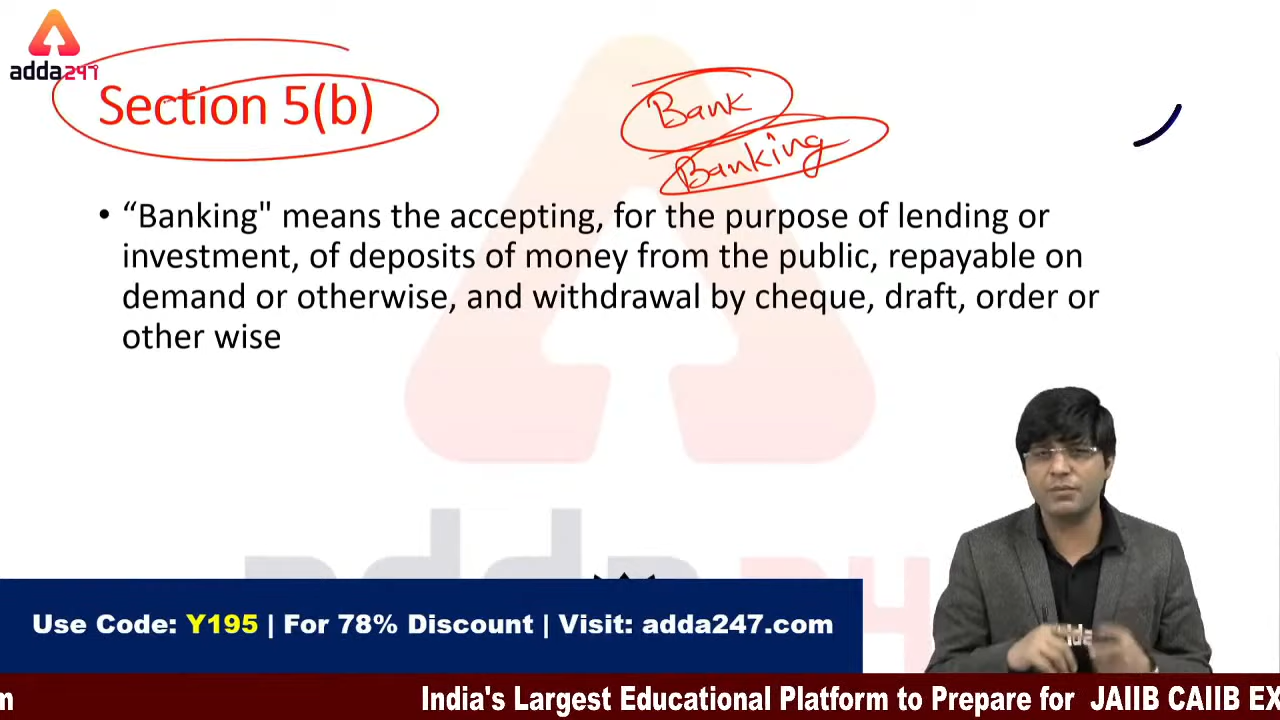 adda247
Section 5(b)
Bank
Banking
• “Banking" means the accepting, for the purpose of lending or
investment, of deposits of money from the public, repayable on
demand or otherwise, and withdrawal by cheque, draft, order or
other wise
adda247
Use Code: Y195 | For 78% Discount | Visit: adda247.com
m India's Largest Educational Platform to Prepare for JAIIB CAIIB EX